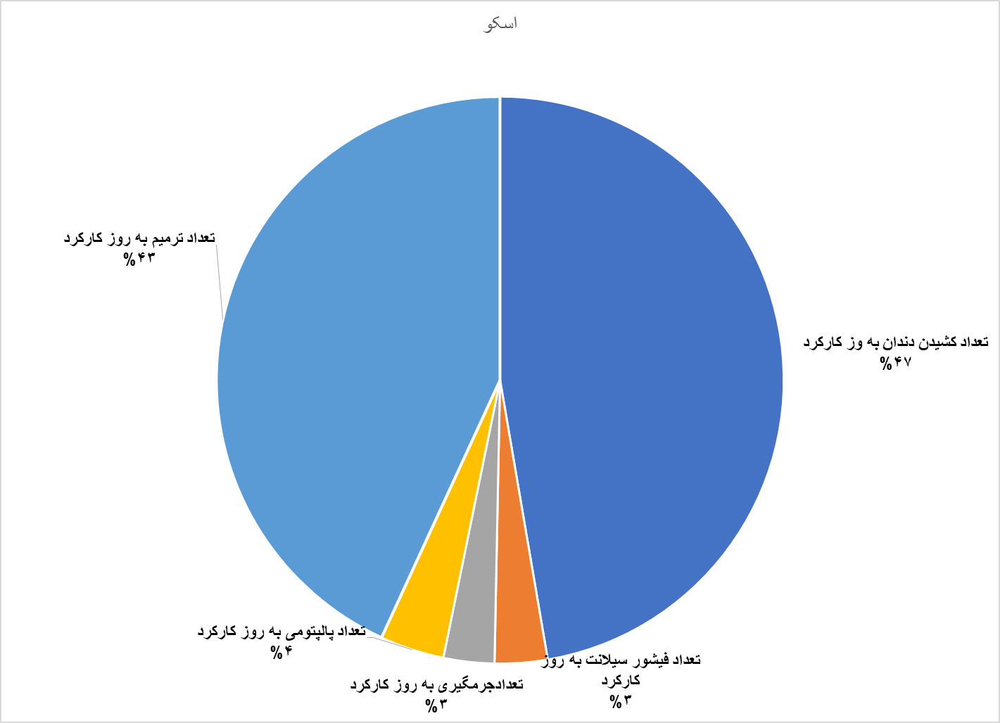 اسکو
تعداد ترمیم به روز کارکرد
%۴۳
تعداد کشیدن دندان به وز کارکرد
%۴۷
تعداد پالپتومی به روز کارکرد
%۴
تعداد فیشور سیلانت به روز
کارکرد
%۳
تعدادجرمگیری به روز کارکرد
%۳